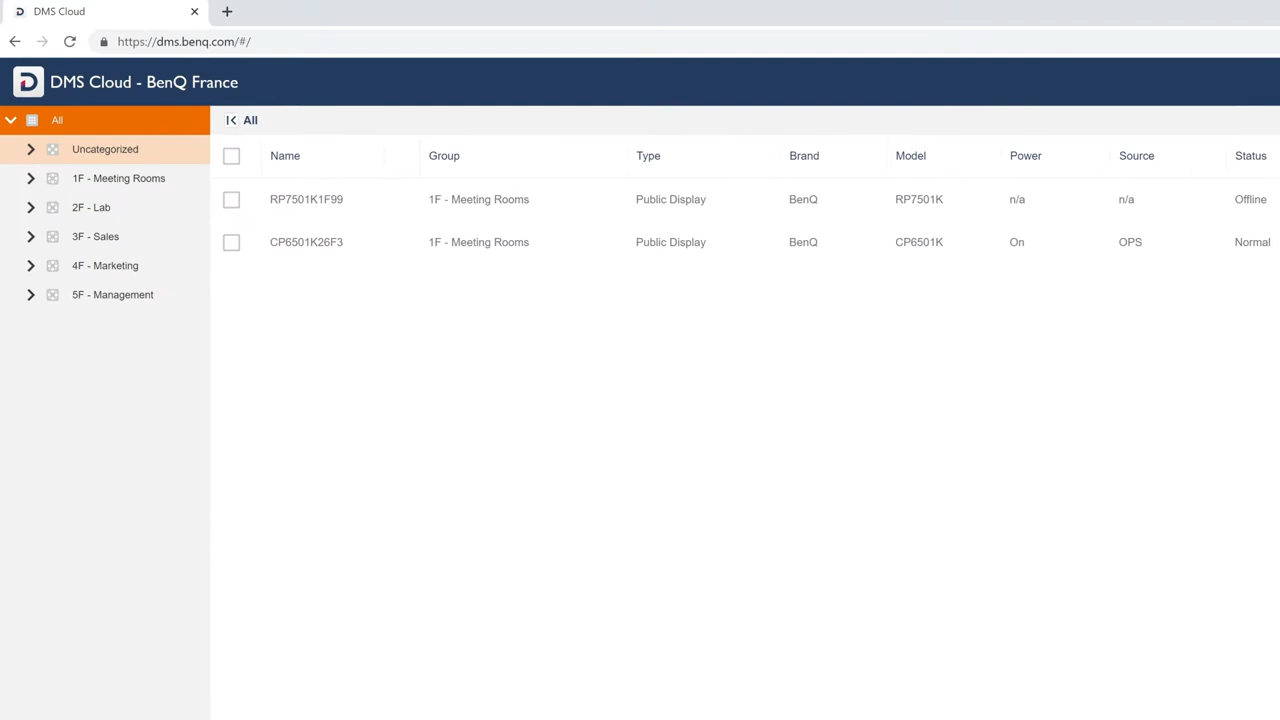 DMS Cloud
https://dms.benq.com/#/
DMS Cloud - BenQ France
All
Uncategorized
1F - Meeting Rooms
2F - Lab
3F - Sales
4F - Marketing
5F - Management
All
Name Group Type Brand Model Power Source Status
RP7501K1F99 1F - Meeting Rooms Public Display BenQ RP7501K n/a n/a Offline
CP6501K26F3 1F - Meeting Rooms Public Display BenQ CP6501K On OPS Normal